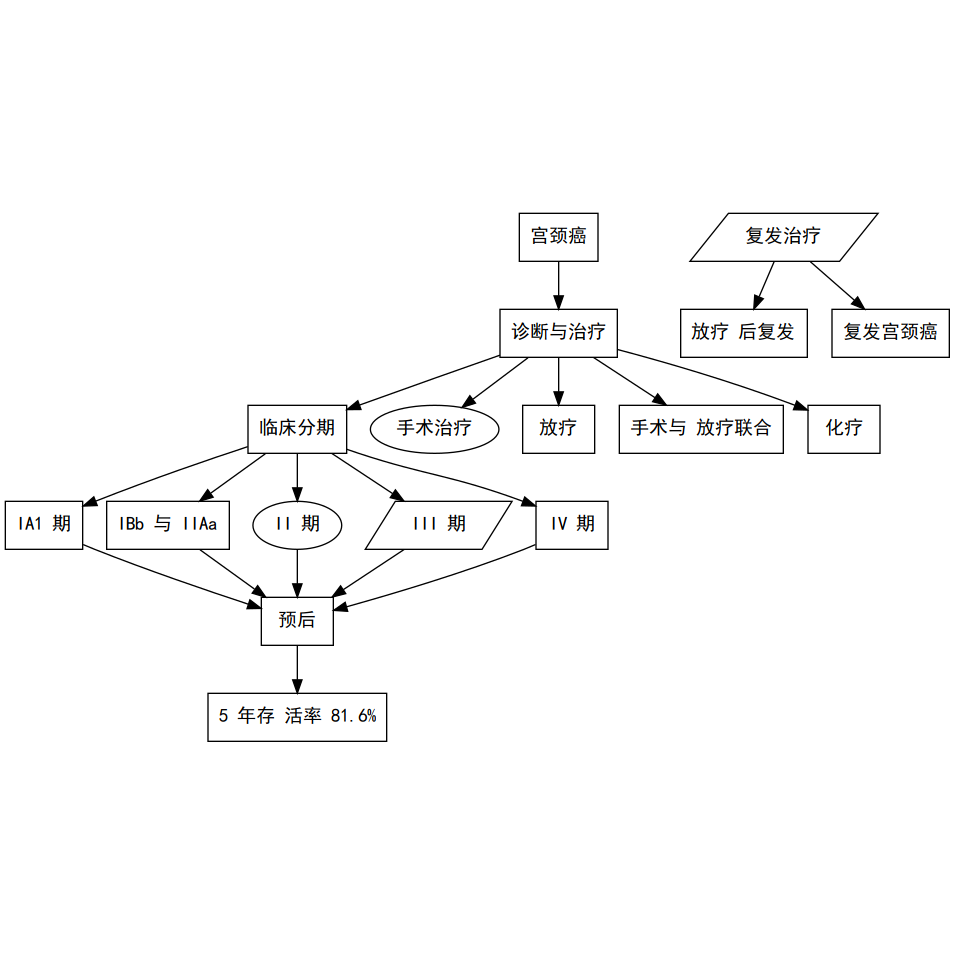 宫颈癌
复发治疗
诊断与治疗
放疗 后复发
复发宫颈癌
临床分期
手术治疗
放疗
手术与 放疗联合
化疗
IA1 期
IBb 与 IIAa
II 期
III 期
IV 期
预后
5 年存 活率 81.6%